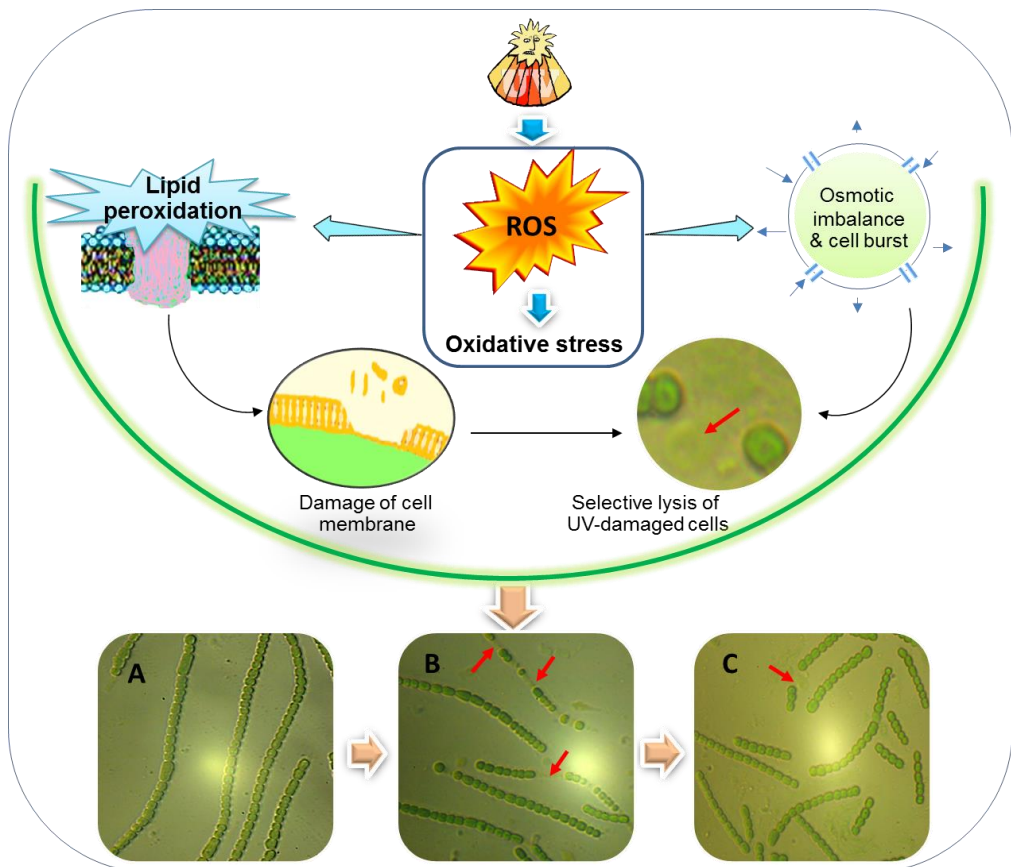 Lipid
peroxidation
ROS
Oxidative stress
Osmotic
imbalance
& cell burst
Damage of cell
membrane
Selective lysis of
UV-damaged cells
A
B
C